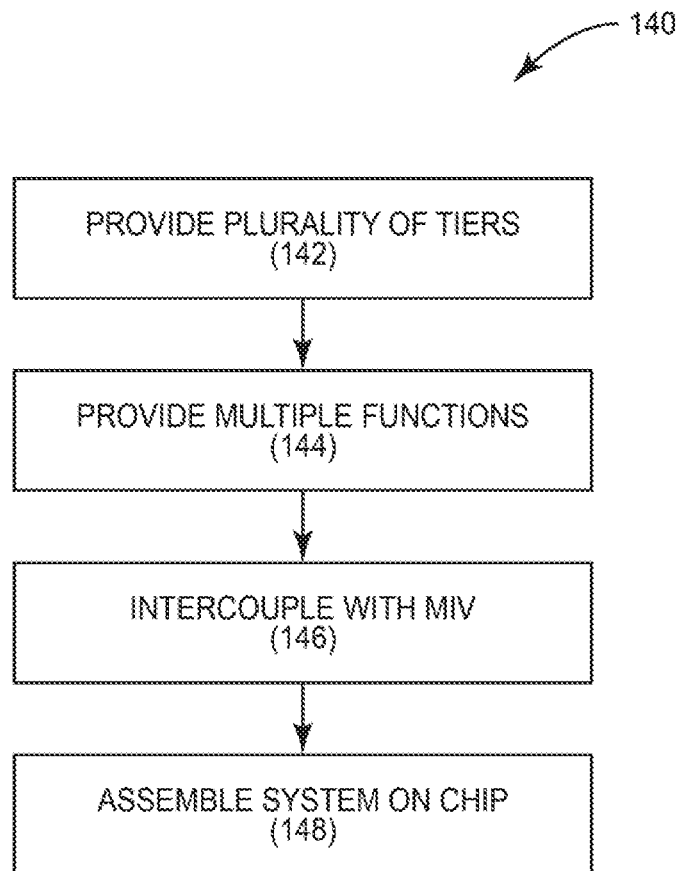 140
PROVIDE PLURALITY OF TIERS
(142)
PROVIDE MULTIPLE FUNCTIONS
(144)
INTERCOUPLE WITH MIV
(146)
ASSEMBLE SYSTEM ON CHIP
(148)